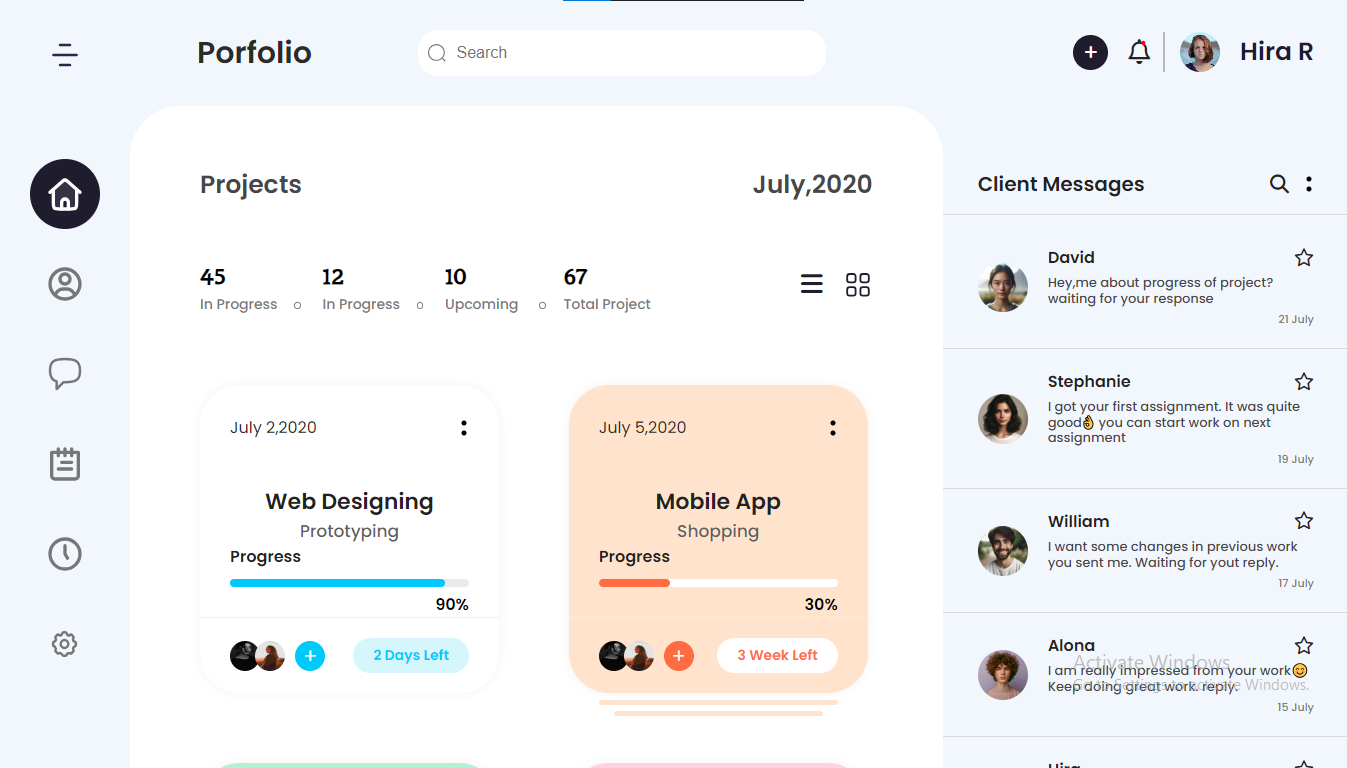 Porfolio
Search
+
Hira R
Projects
July,2020
45
In Progress
12
In Progress
10
Upcoming
67
Total Project
July 2,2020
Web Designing
Prototyping
Progress
90%
+
2 Days Left
July 5,2020
Mobile App
Shopping
Progress
30%
+
3 Week Left
Client Messages
David
Hey,me about progress of project?
waiting for your response
21 July
Stephanie
I got your first assignment. It was quite
good👌 you can start work on next
assignment
19 July
William
I want some changes in previous work
you sent me. Waiting for yout reply.
17 July
Alona
I am really impressed from your work😊
Keep doing great work. reply.
15 July
Activate Windows
Go to Settings to activate Windows.
Hira